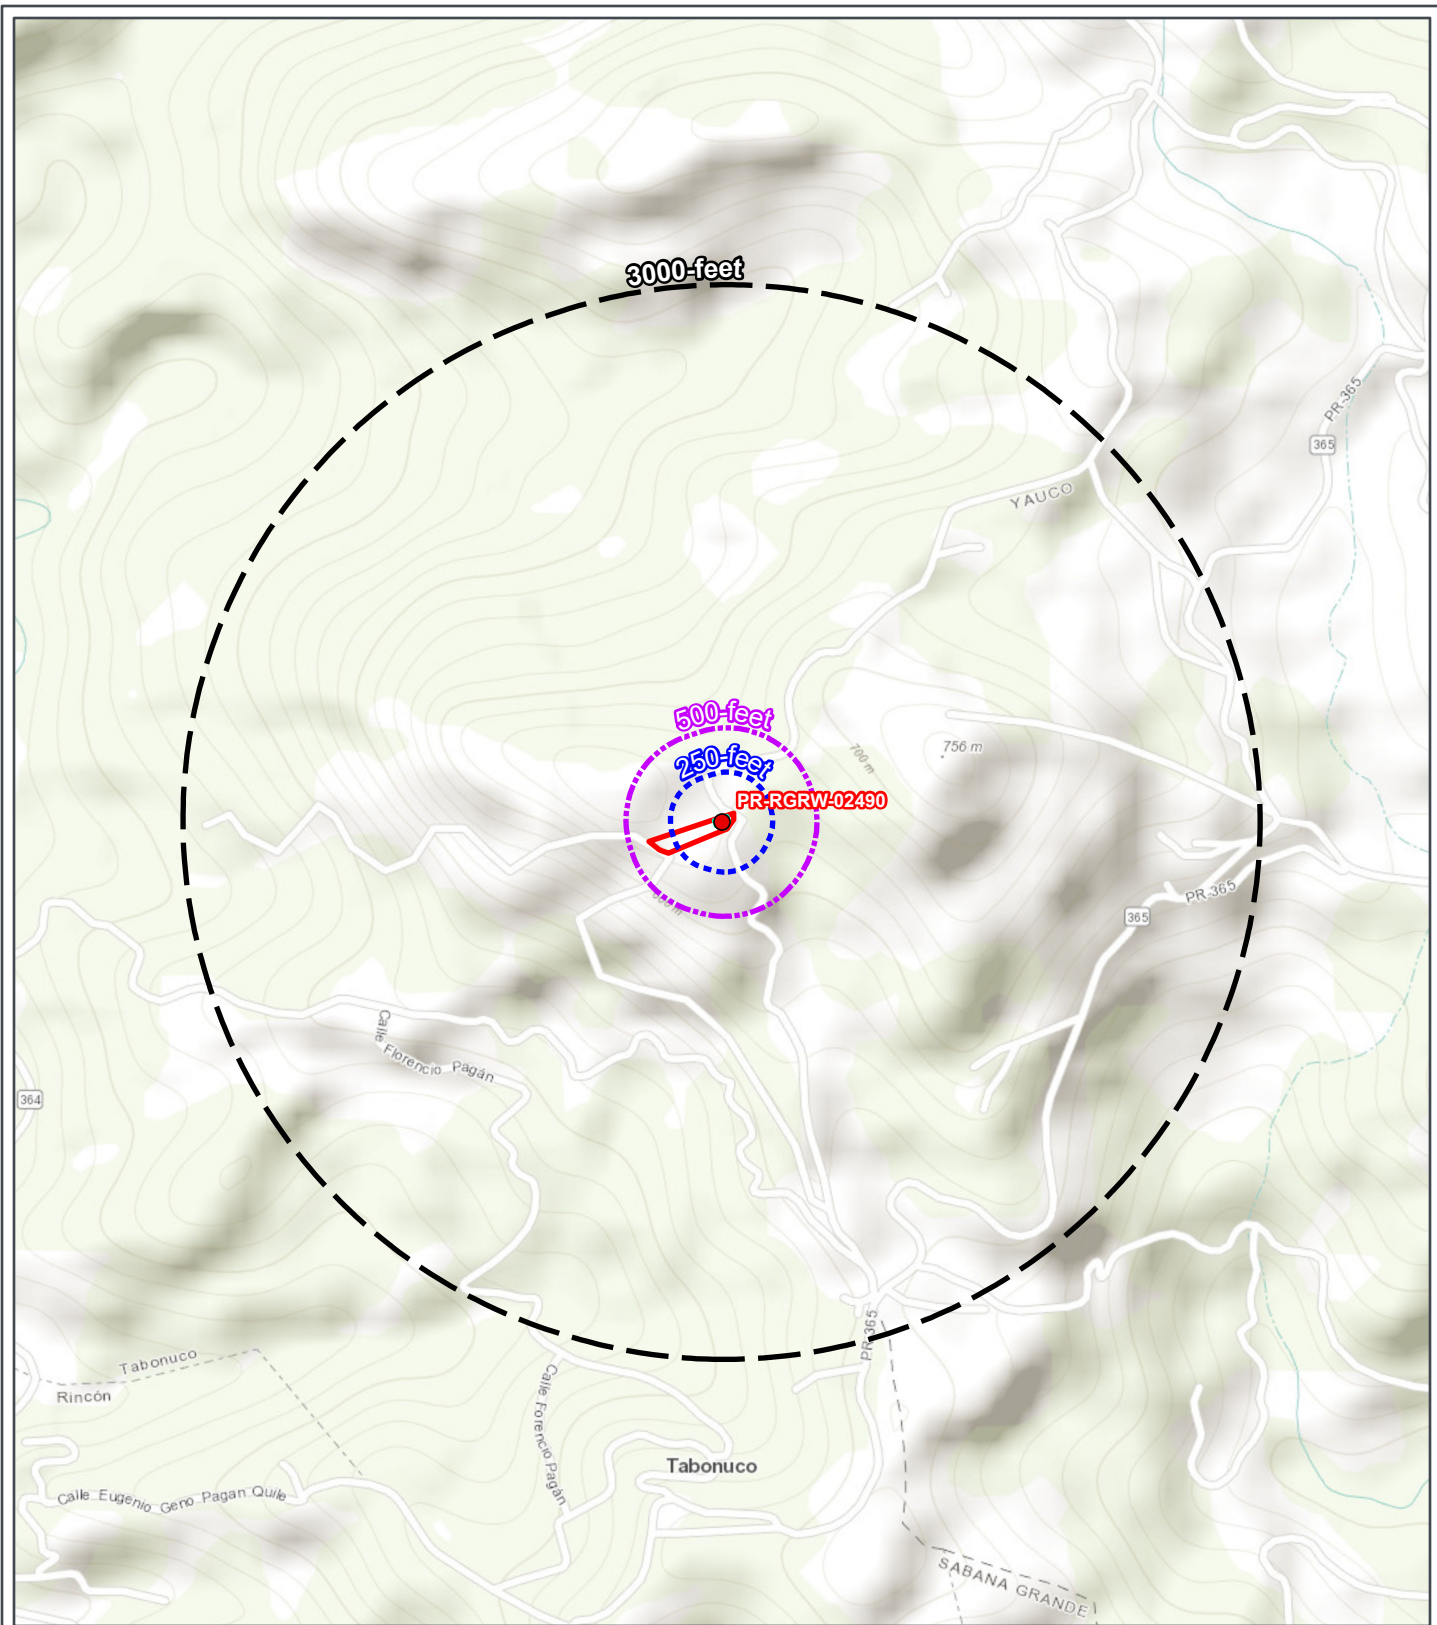 3000-feet
PR-365
365
YAUCO
500-feet
756 m
700 m
250-feet
PR-RGRW-02490
PR-365
365
Calle Florencio Pagán
364
PR-365
Tabonuco
Rincón
Calle Forencio Pagán
Tabonuco
Calle Eugenio Geno Pagan Quile
SABANA GRANDE